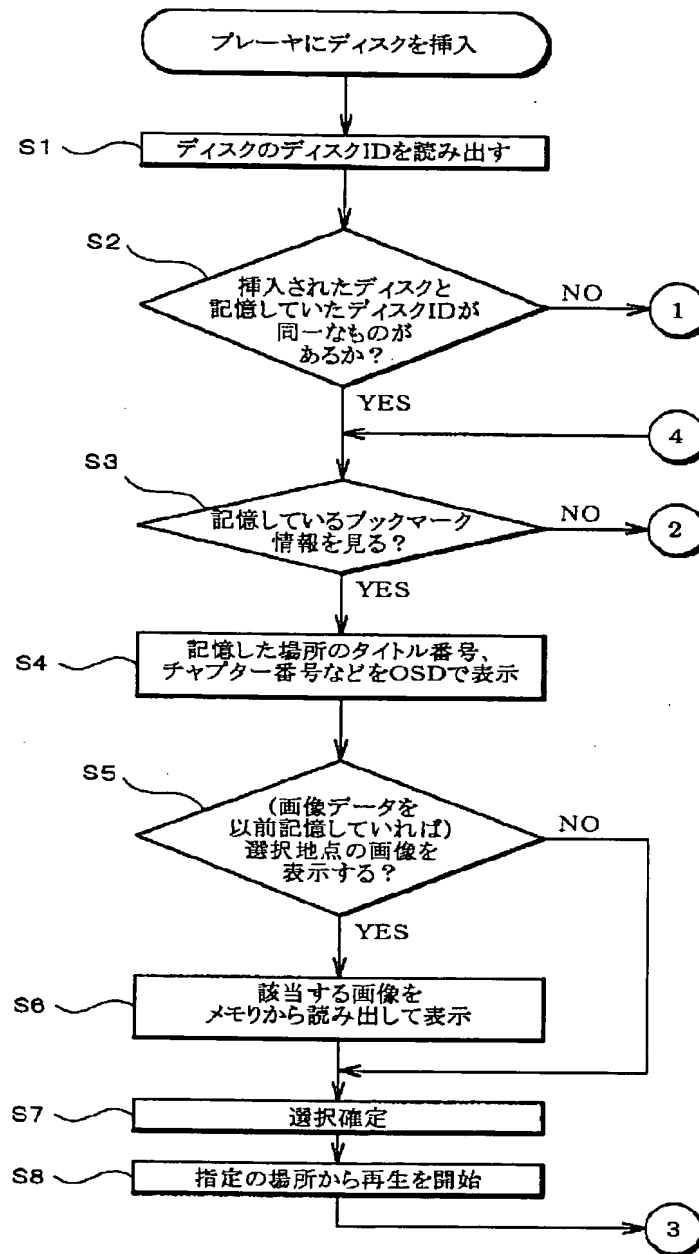 プレーヤにディスクを挿入
S1
ディスクのディスクIDを読み出す
S2
挿入されたディスクと
記憶していたディスクIDが
同一なものが
あるか？
NO
1
YES
4
S3
記憶しているブックマーク
情報を見る？
NO
2
YES
S4
記憶した場所のタイトル番号、
チャプター番号などをOSDで表示
S5
(画像データを
以前記憶していれば)
選択地点の画像を
表示する？
NO
YES
S6
該当する画像を
メモリから読み出して表示
S7
選択確定
S8
指定の場所から再生を開始
3